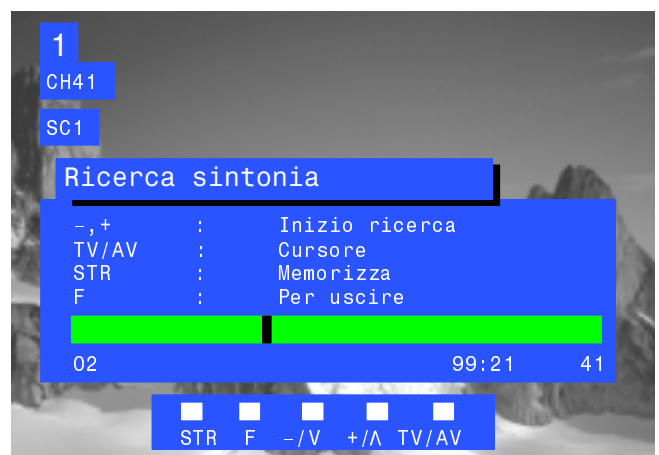 1
CH41
SC1
Ricerca sintonia
–,+ : Inizio ricerca
TV/AV : Cursore
STR : Memorizza
F : Per uscire
02 99:21 41
STR F –/V +/Λ TV/AV